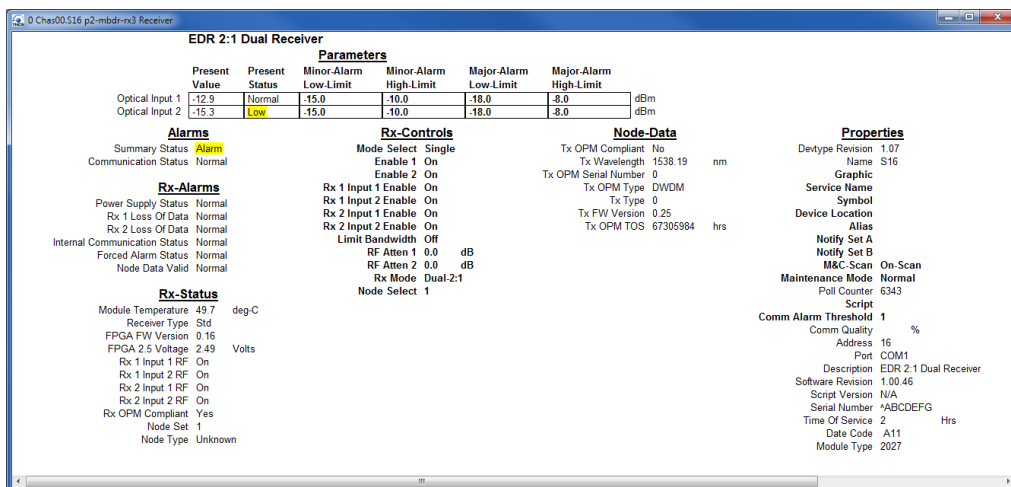 0 Chas00.S16 p2-mbdr-rx3 Receiver
EDR 2:1 Dual Receiver
Parameters
Present Value Present Status Minor-Alarm Low-Limit Minor-Alarm High-Limit Major-Alarm Low-Limit Major-Alarm High-Limit
Optical Input 1 -12.9 Normal -15.0 -10.0 -18.0 -8.0 dBm
Optical Input 2 -15.3 Low -15.0 -10.0 -18.0 -8.0 dBm
Alarms
Summary Status Alarm
Communication Status Normal
Rx-Alarms
Power Supply Status Normal
Rx 1 Loss Of Data Normal
Rx 2 Loss Of Data Normal
Internal Communication Status Normal
Forced Alarm Status Normal
Node Data Valid Normal
Rx-Status
Module Temperature 49.7 deg-C
Receiver Type Std
FPGA FW Version 0.16
FPGA 2.5 Voltage 2.49 Volts
Rx 1 Input 1 RF On
Rx 1 Input 2 RF On
Rx 2 Input 1 RF On
Rx 2 Input 2 RF On
Rx OPM Compliant Yes
Node Set 1
Node Type Unknown
Rx-Controls
Mode Select Single
Enable 1 On
Enable 2 On
Rx 1 Input 1 Enable On
Rx 1 Input 2 Enable On
Rx 2 Input 1 Enable On
Rx 2 Input 2 Enable On
Limit Bandwidth Off
RF Atten 1 0.0 dB
RF Atten 2 0.0 dB
Rx Mode Dual-2:1
Node Select 1
Node-Data
Tx OPM Compliant No
Tx Wavelength 1538.19 nm
Tx OPM Serial Number 0
Tx OPM Type DWDM
Tx Type 0
Tx FW Version 0.25
Tx OPM TOS 67305984 hrs
Properties
Devtype Revision 1.07
Name S16
Graphic
Service Name
Symbol
Device Location
Alias
Notify Set A
Notify Set B
M&C-Scan On-Scan
Maintenance Mode Normal
Poll Counter 6343
Script
Comm Alarm Threshold 1
Comm Quality %
Address 16
Port COM1
Description EDR 2:1 Dual Receiver
Software Revision 1.00.46
Script Version N/A
Serial Number ^ABCDEFG
Time Of Service 2 Hrs
Date Code A11
Module Type 2027